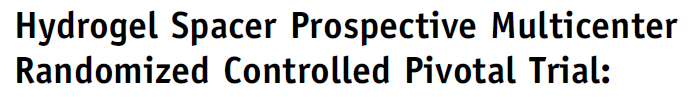 Hydrogel Spacer Prospective Multicenter
Randomized Controlled Pivotal Trial: